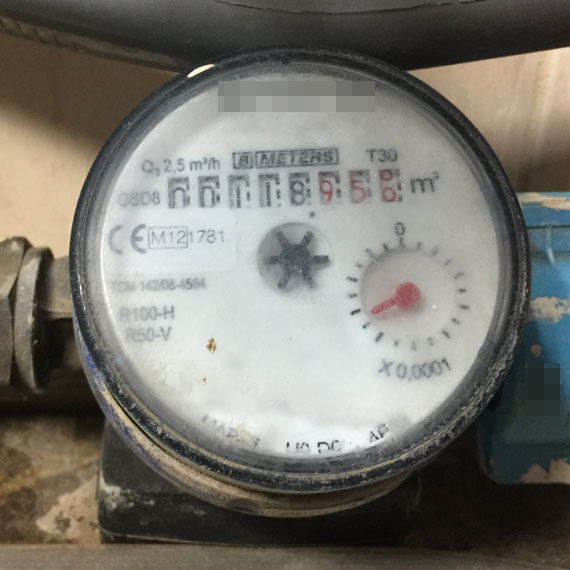 Q3 2,5 m³/h B METERS T30
GSD8 00118958 m³
CE M12 1781
TCM 142/08-4594
R100-H
R50-V
0
X 0,0001